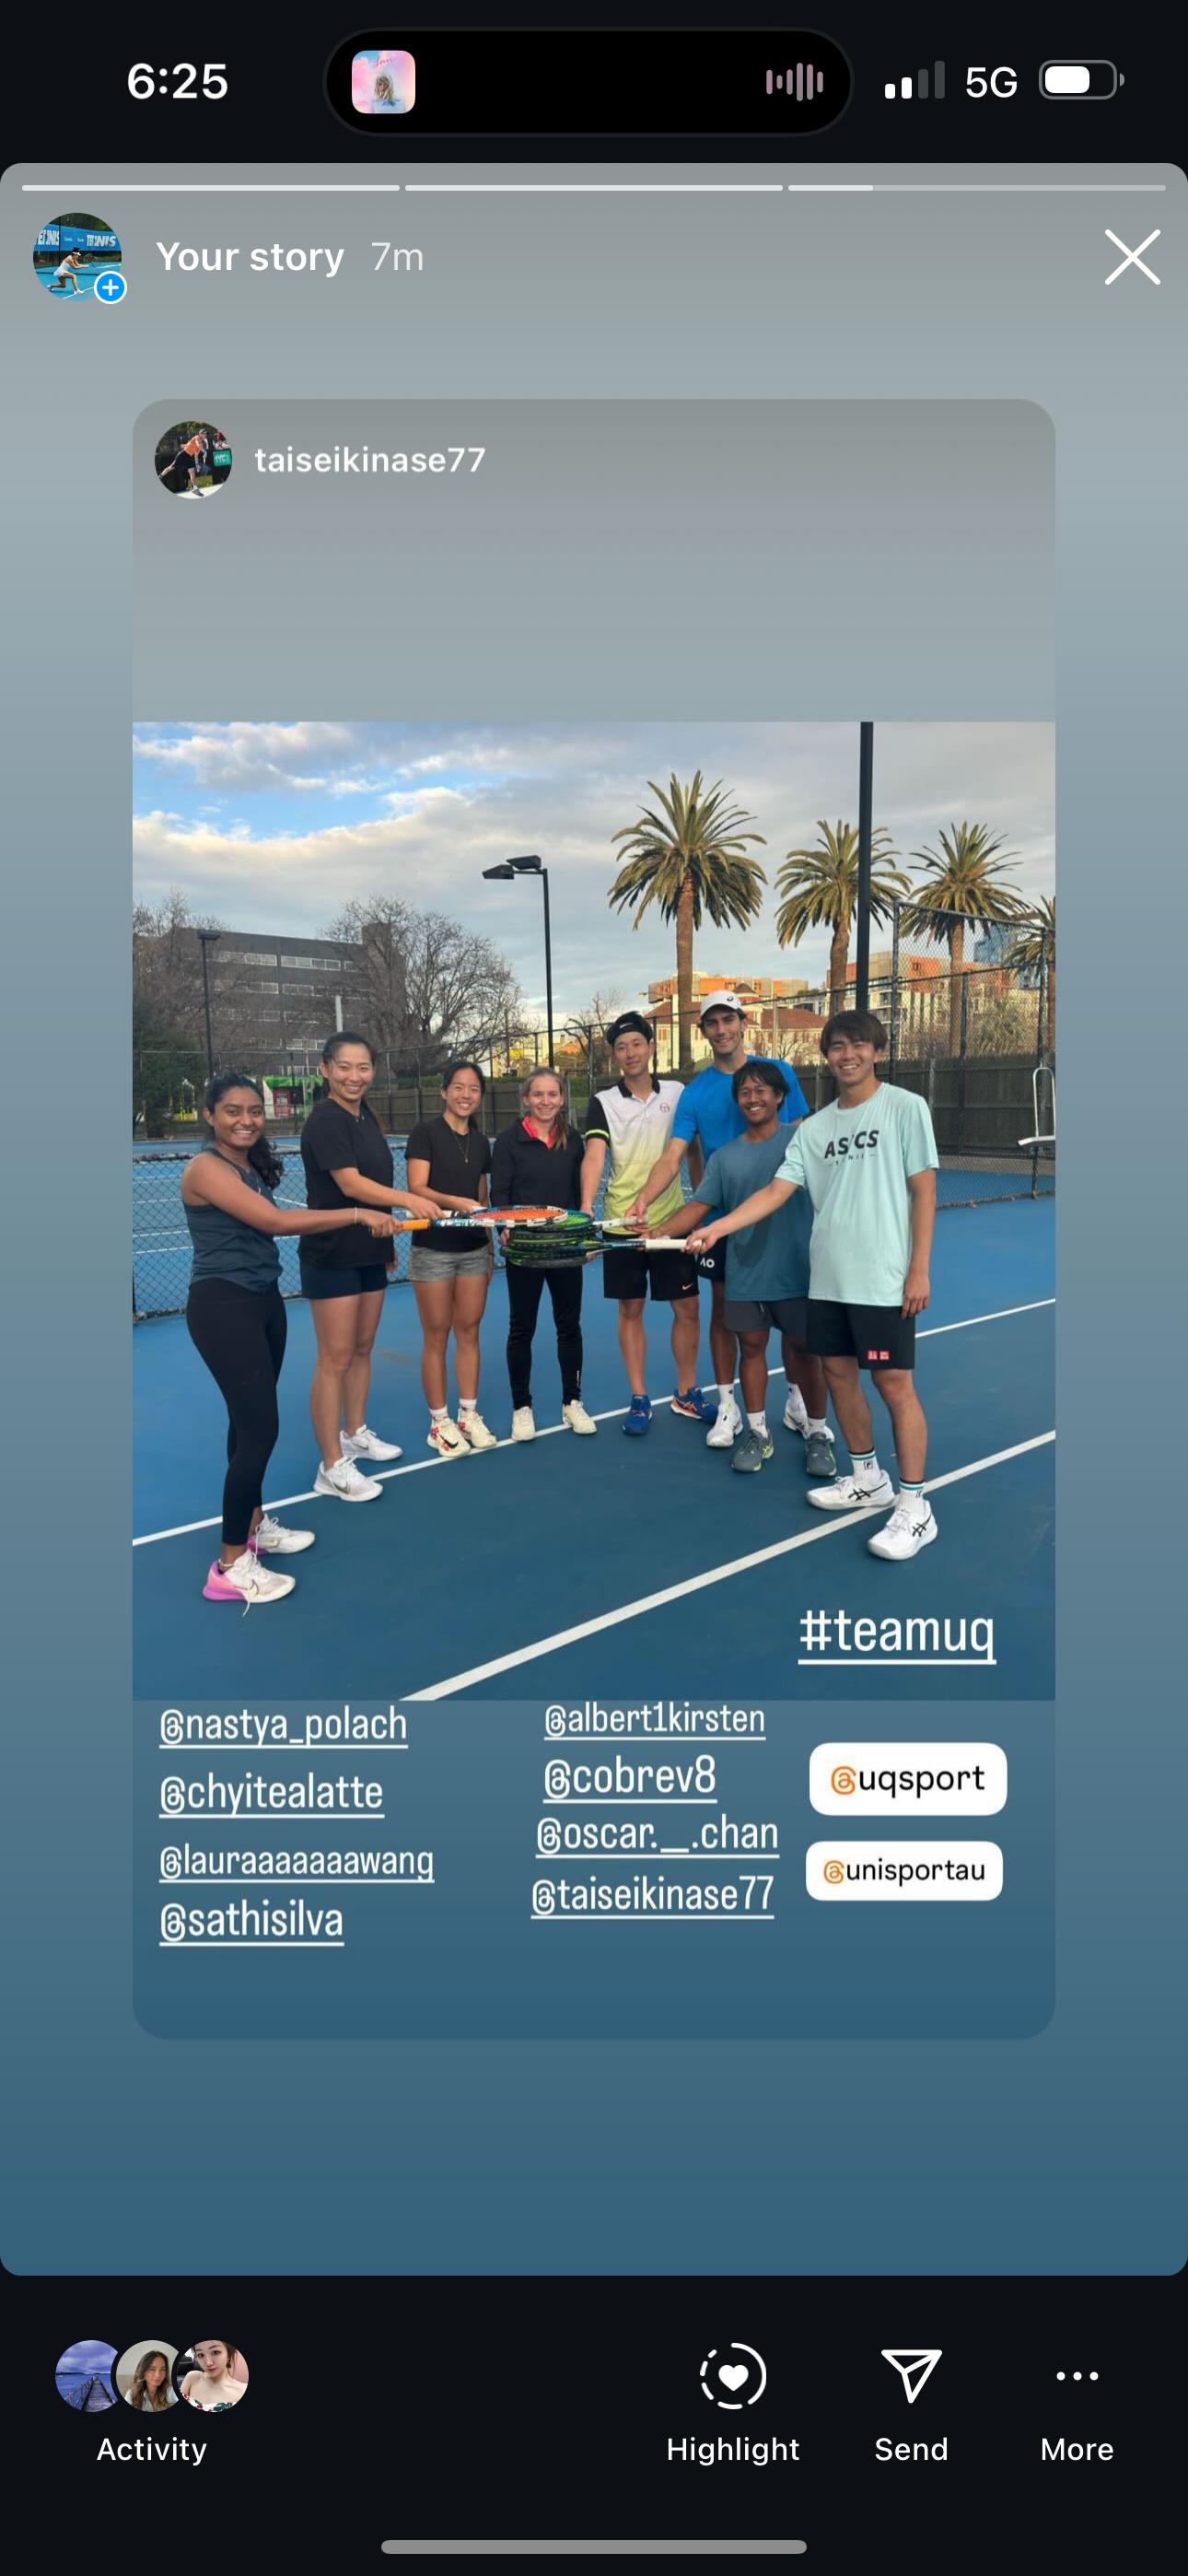 6:25
5G
Your story 7m
taiseikinase77
ASICS
AO
#teamuq
@nastya_polach
@chyitealatte
@lauraaaaaaawang
@sathisilva
@albert1kirsten
@cobrev8
@oscar._.chan
@taiseikinase77
@uqsport
@unisportau
Activity
Highlight
Send
More